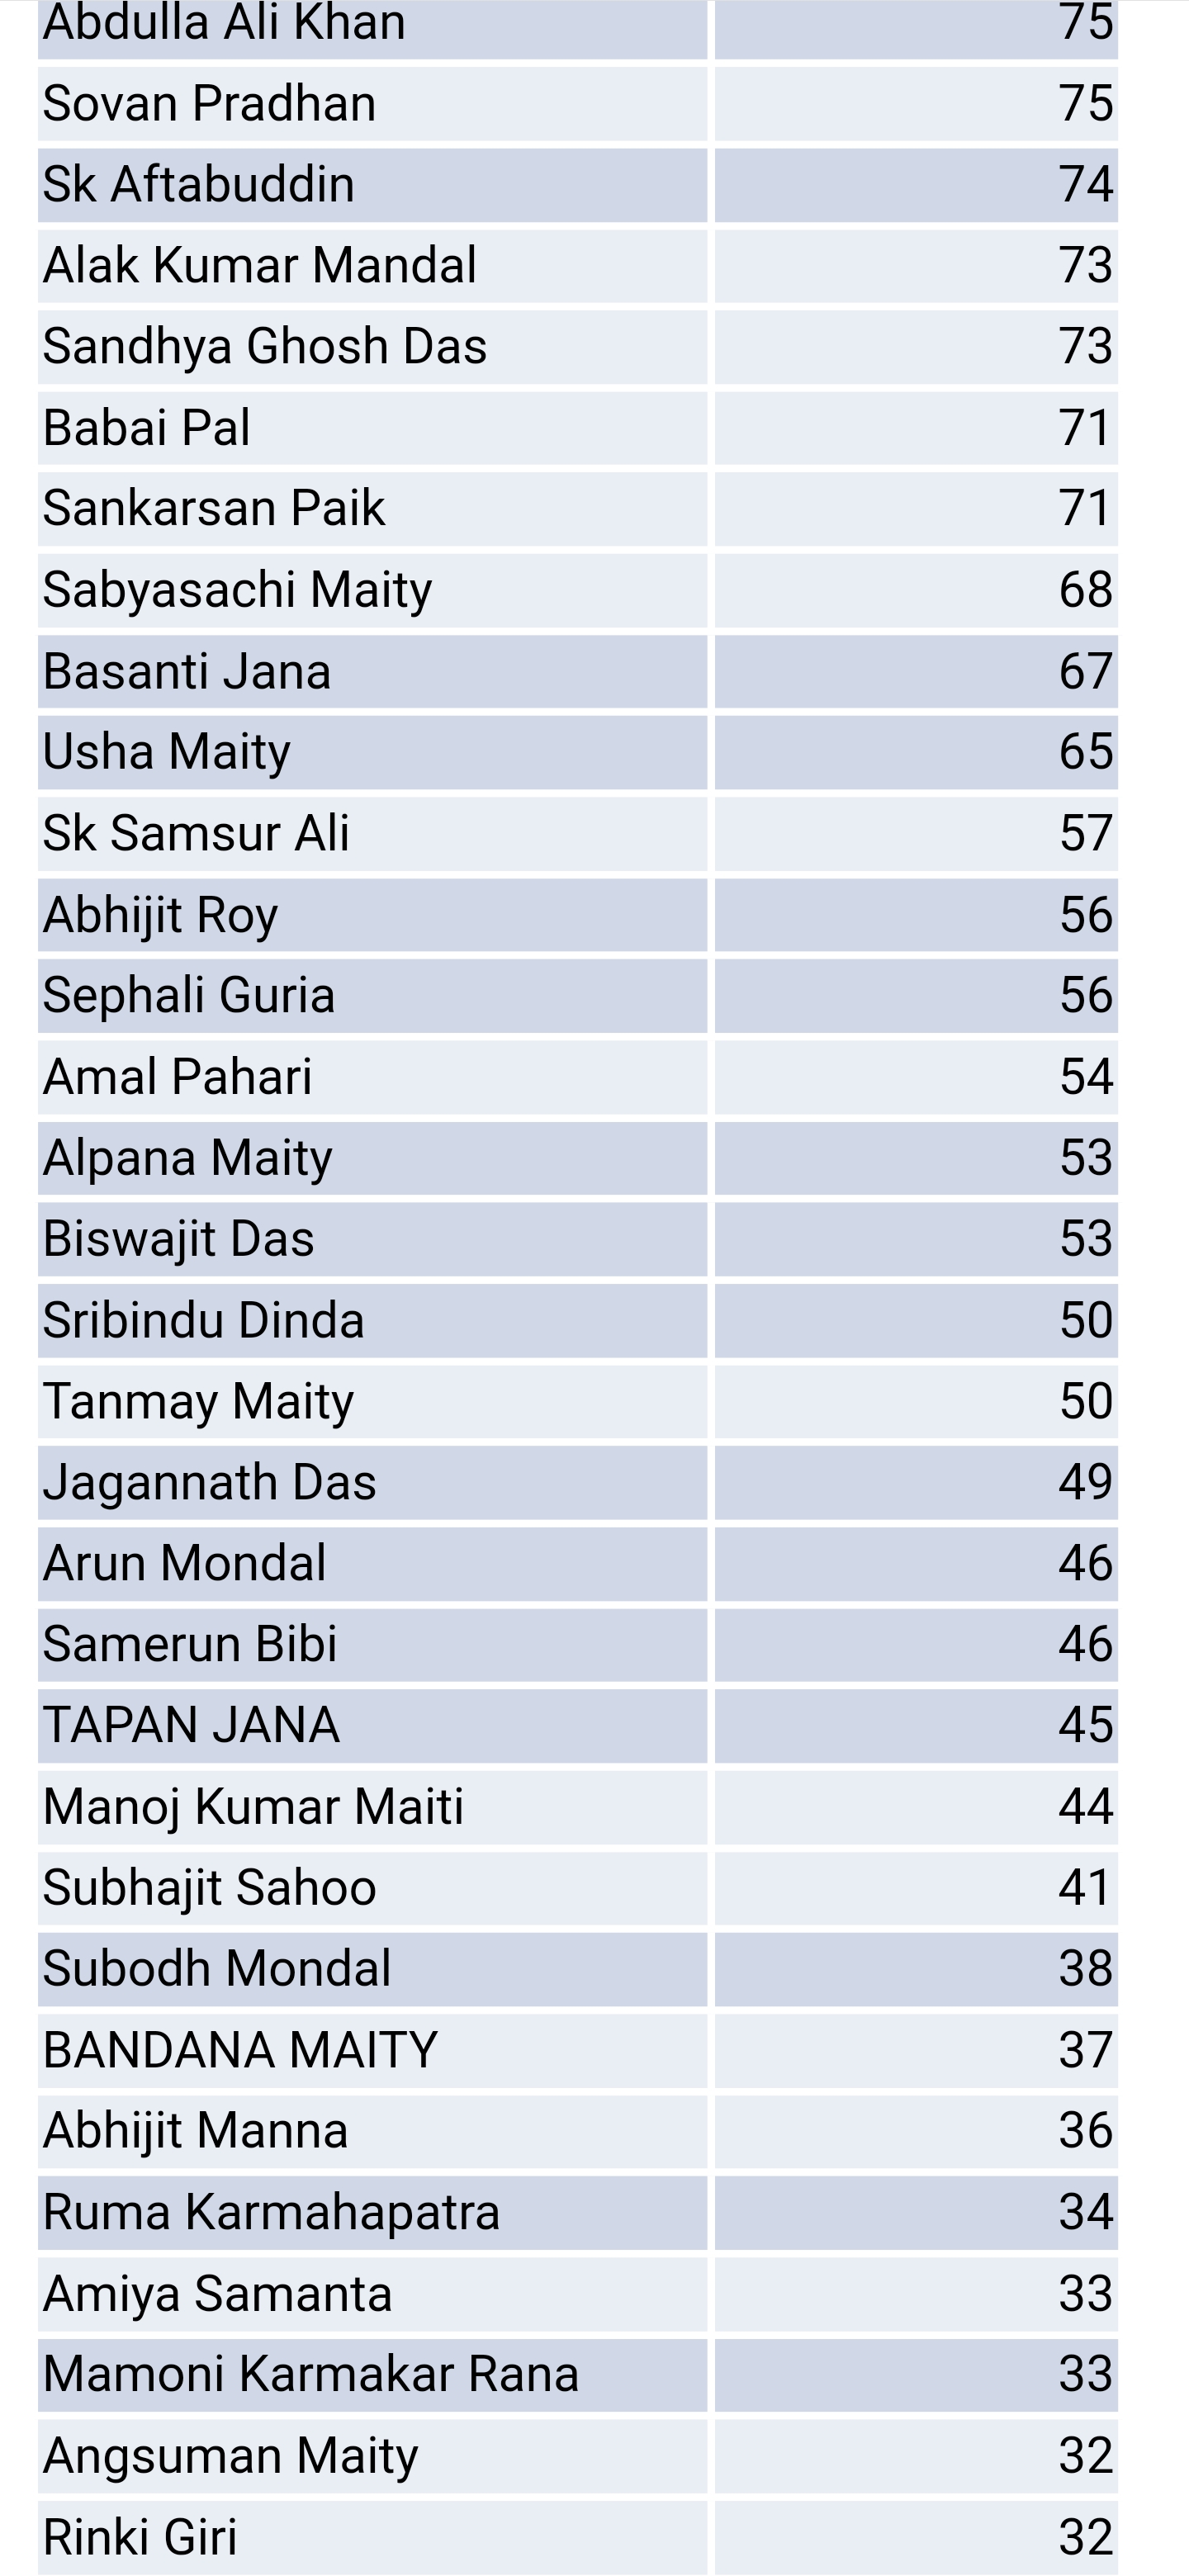 Abdulla Ali Khan 75
Sovan Pradhan 75
Sk Aftabuddin 74
Alak Kumar Mandal 73
Sandhya Ghosh Das 73
Babai Pal 71
Sankarsan Paik 71
Sabyasachi Maity 68
Basanti Jana 67
Usha Maity 65
Sk Samsur Ali 57
Abhijit Roy 56
Sephali Guria 56
Amal Pahari 54
Alpana Maity 53
Biswajit Das 53
Sribindu Dinda 50
Tanmay Maity 50
Jagannath Das 49
Arun Mondal 46
Samerun Bibi 46
TAPAN JANA 45
Manoj Kumar Maiti 44
Subhajit Sahoo 41
Subodh Mondal 38
BANDANA MAITY 37
Abhijit Manna 36
Ruma Karmahapatra 34
Amiya Samanta 33
Mamoni Karmakar Rana 33
Angsuman Maity 32
Rinki Giri 32